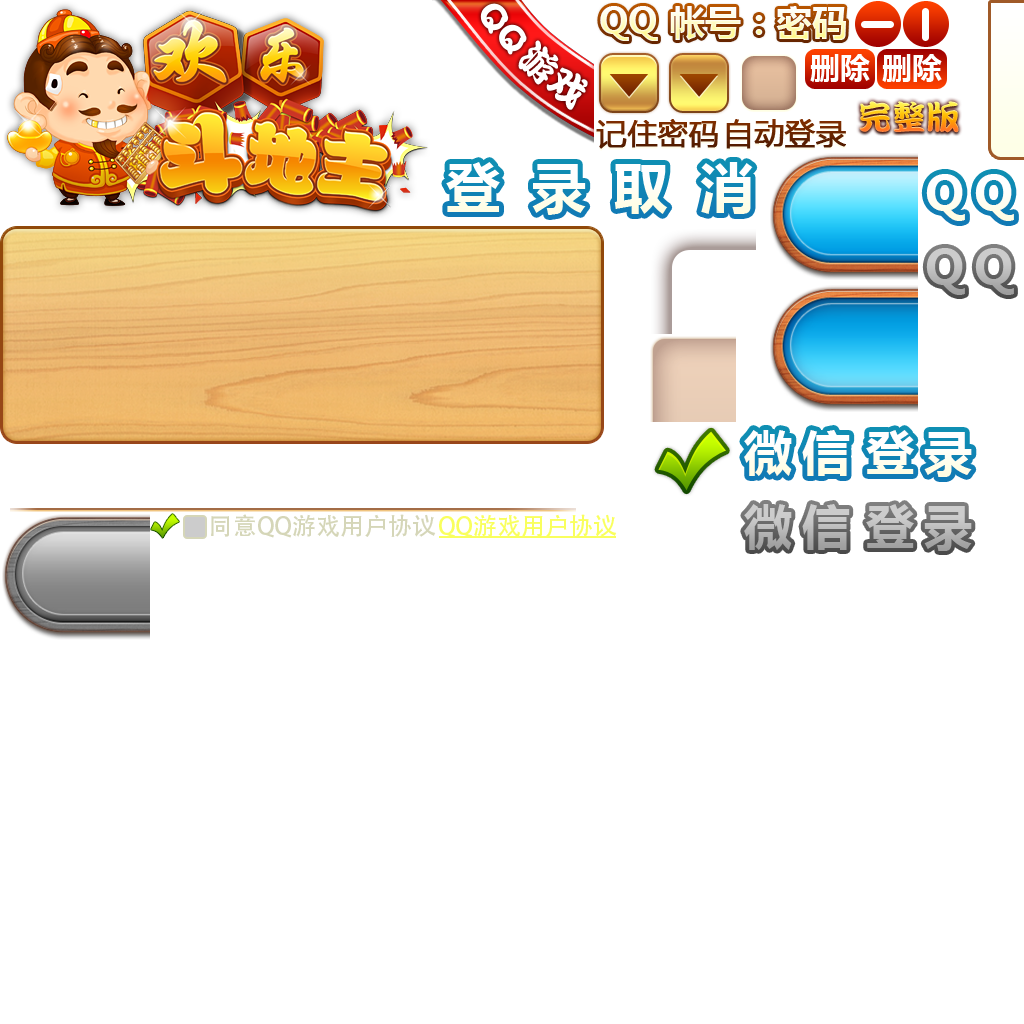 欢乐
斗地主
QQ游戏
QQ 帐号：密码
删除 删除
记住密码 自动登录
完整版
登录 取消
QQ
QQ
微信 登录
微信 登录
同意QQ游戏用户协议 QQ游戏用户协议